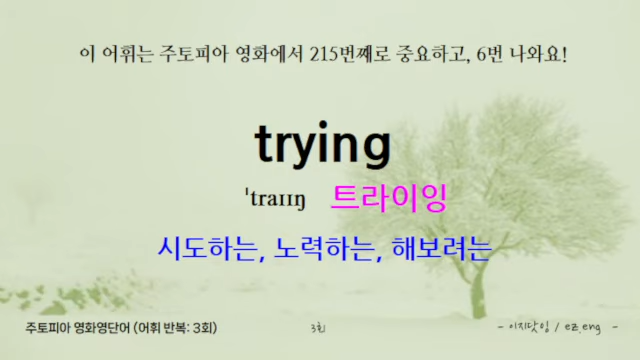 이 어휘는 주토피아 영화에서 215번째로 중요하고, 6번 나와요!
trying
ˈtraɪɪŋ 트라이잉
시도하는, 노력하는, 해보려는
주토피아 영화영단어 (어휘 반복: 3회) 3회 - 이지닷잉 / ez.eng -